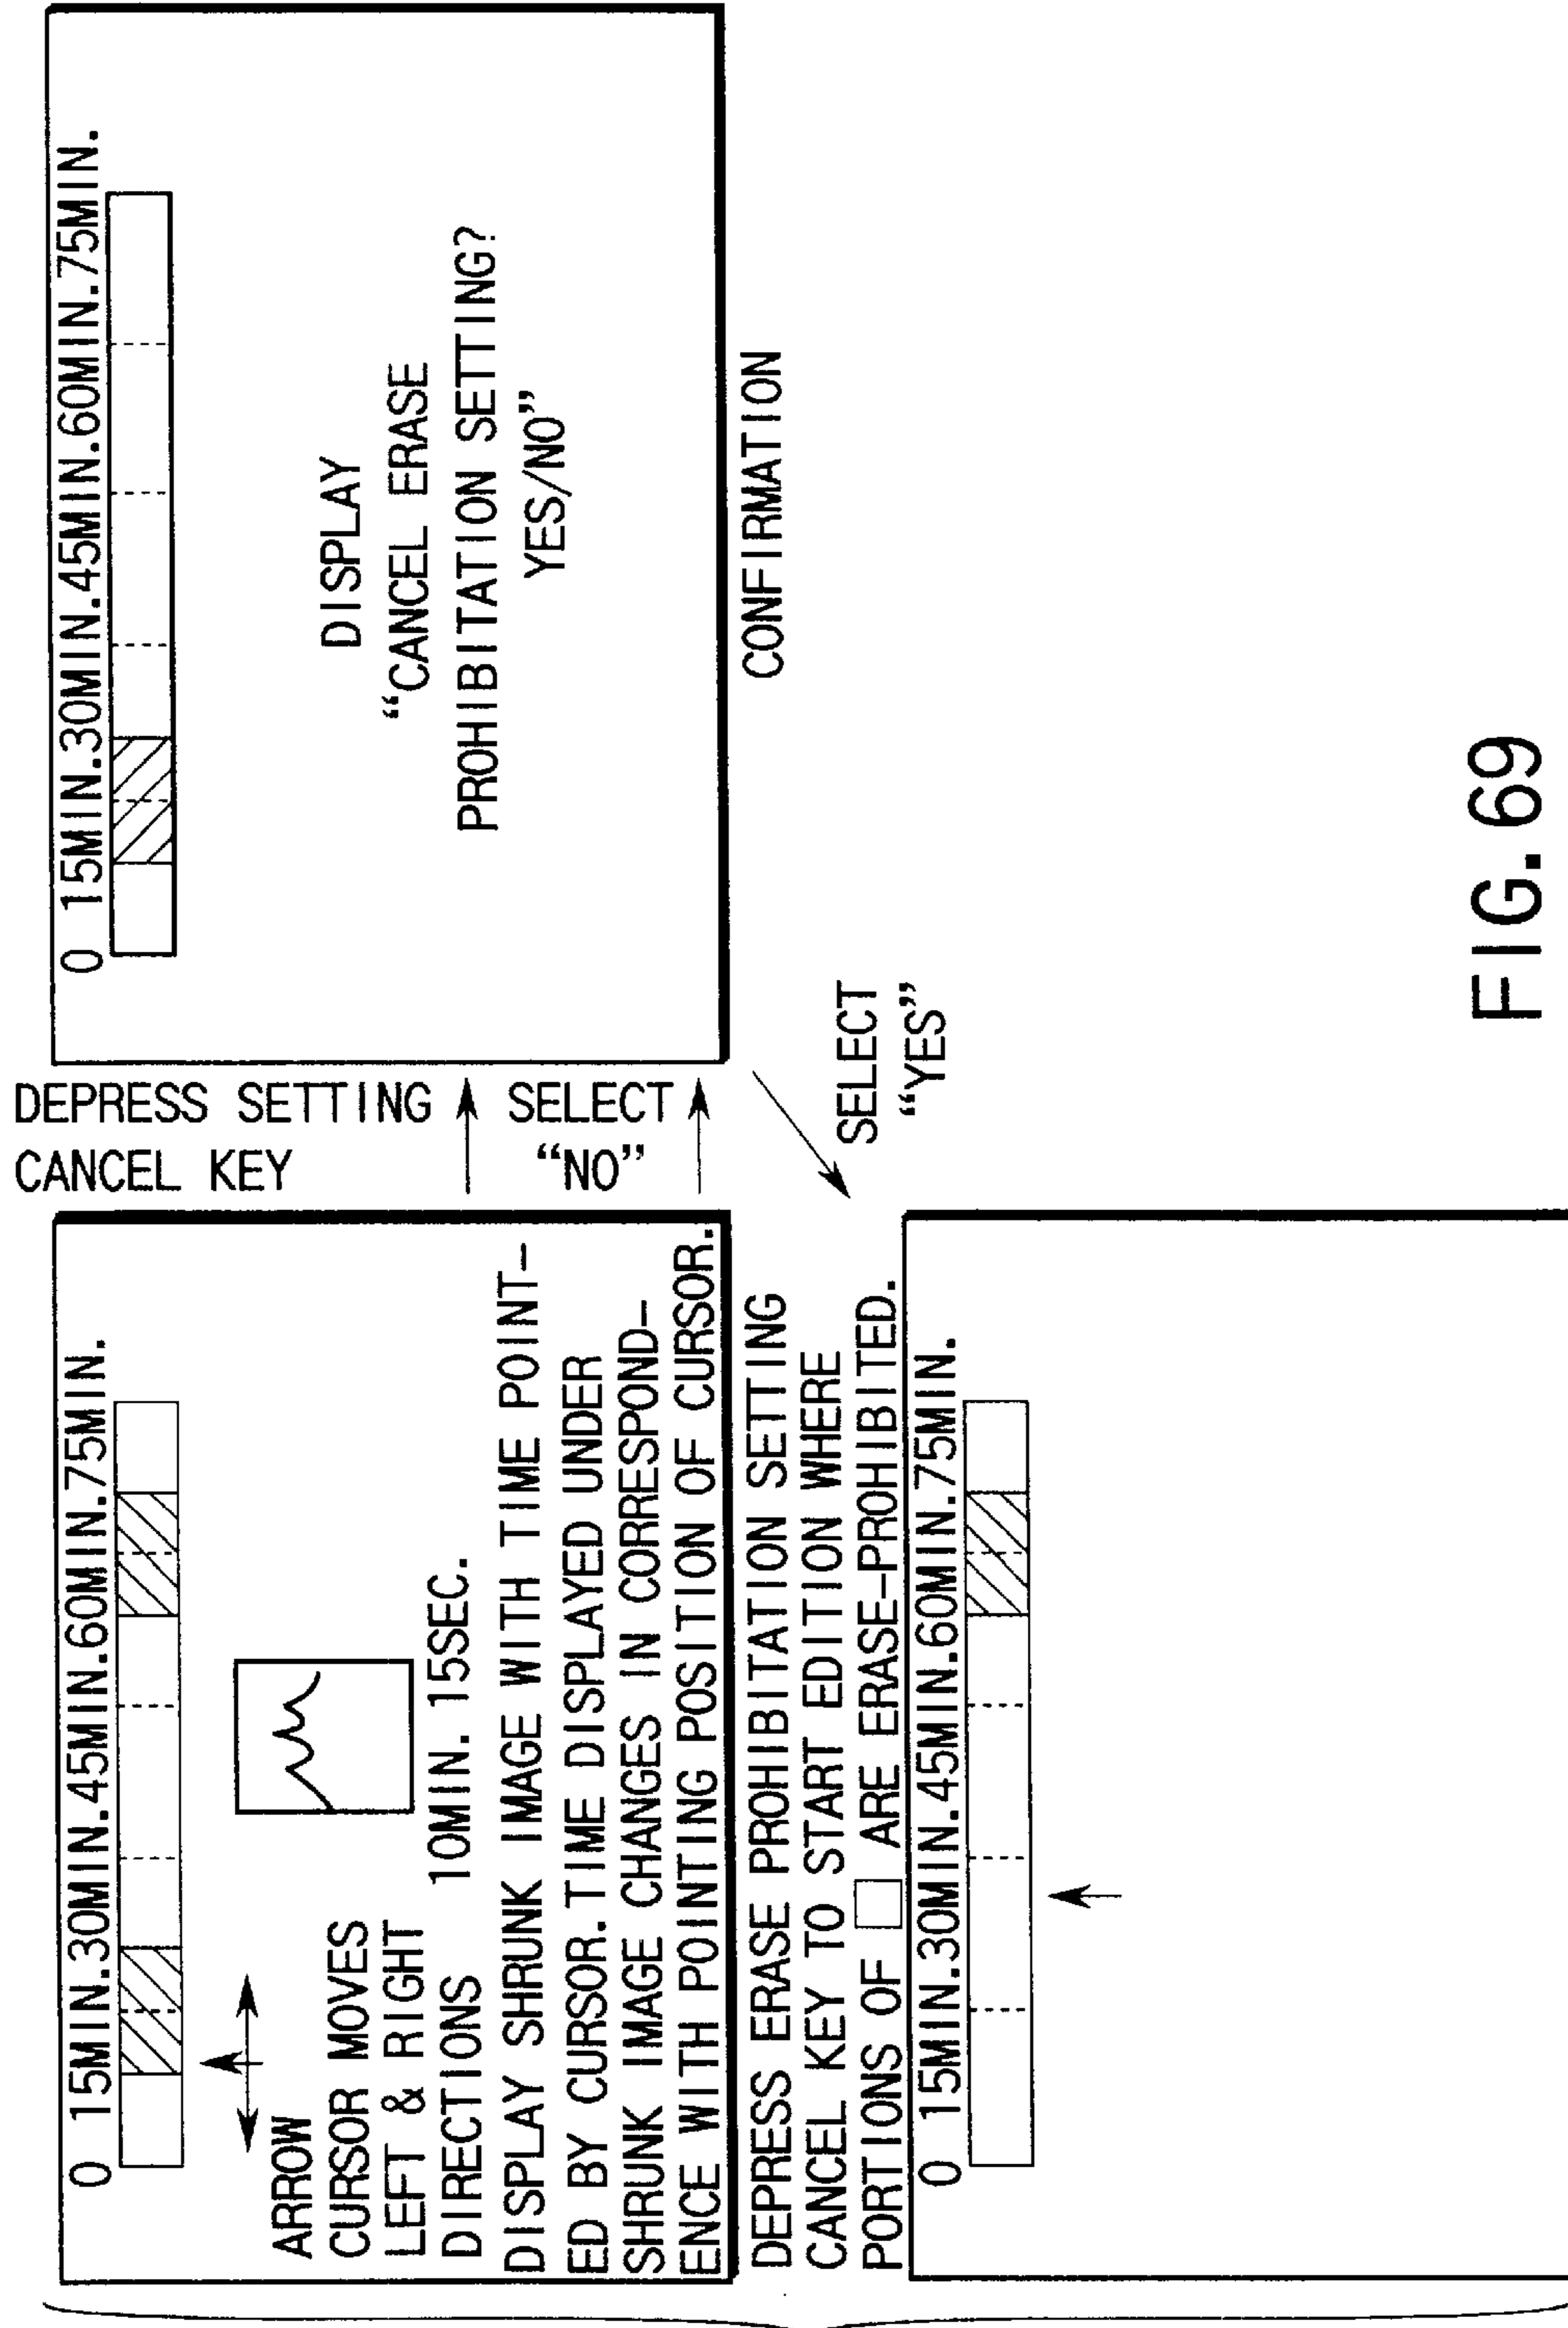 0 15MIN.30MIN.45MIN.60MIN.75MIN.
ARROW
CURSOR MOVES
LEFT & RIGHT
DIRECTIONS
10MIN. 15SEC.
DISPLAY SHRUNK IMAGE WITH TIME POINT-
ED BY CURSOR. TIME DISPLAYED UNDER
SHRUNK IMAGE CHANGES IN CORRESPOND-
ENCE WITH POINTING POSITION OF CURSOR.
DEPRESS SETTING
CANCEL KEY
SELECT
“NO”
0 15MIN.30MIN.45MIN.60MIN.75MIN.
DISPLAY
“CANCEL ERASE
PROHIBITATION SETTING?
YES/NO”
CONFIRMATION
SELECT
“YES”
DEPRESS ERASE PROHIBITATION SETTING
CANCEL KEY TO START EDITION WHERE
PORTIONS OF □ ARE ERASE-PROHIBITED.
0 15MIN.30MIN.45MIN.60MIN.75MIN.
FIG. 69